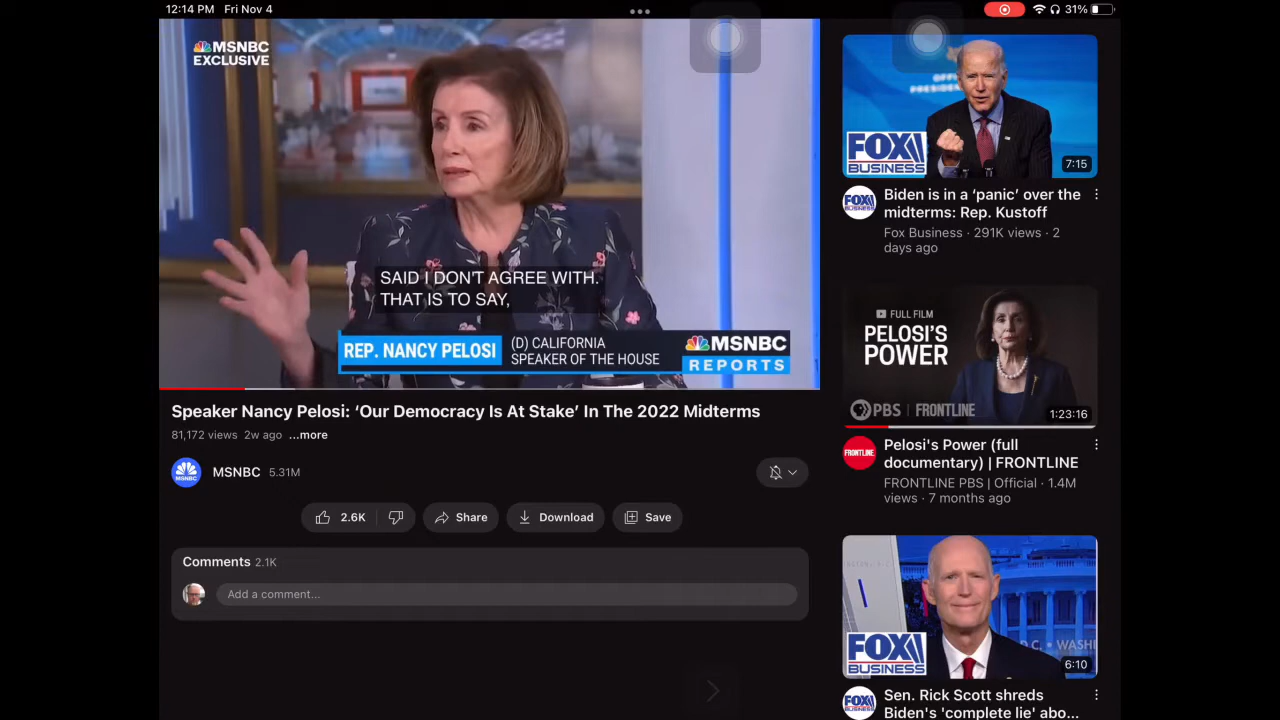 12:14 PM Fri Nov 4
31%
MSNBC
EXCLUSIVE
SAID I DON'T AGREE WITH.
THAT IS TO SAY,
REP. NANCY PELOSI
(D) CALIFORNIA
SPEAKER OF THE HOUSE
MSNBC
REPORTS
Speaker Nancy Pelosi: ‘Our Democracy Is At Stake’ In The 2022 Midterms
81,172 views 2w ago ...more
MSNBC 5.31M
2.6K
Share
Download
Save
Comments 2.1K
Add a comment...
FOX
BUSINESS
7:15
FOX
BUSINESS
Biden is in a ‘panic’ over the
midterms: Rep. Kustoff
Fox Business · 291K views · 2
days ago
FULL FILM
PELOSI'S
POWER
PBS | FRONTLINE
1:23:16
FRONTLINE
Pelosi's Power (full
documentary) | FRONTLINE
FRONTLINE PBS | Official · 1.4M
views · 7 months ago
FOX
BUSINESS
6:10
FOX
BUSINESS
Sen. Rick Scott shreds
Biden's 'complete lie' abo...